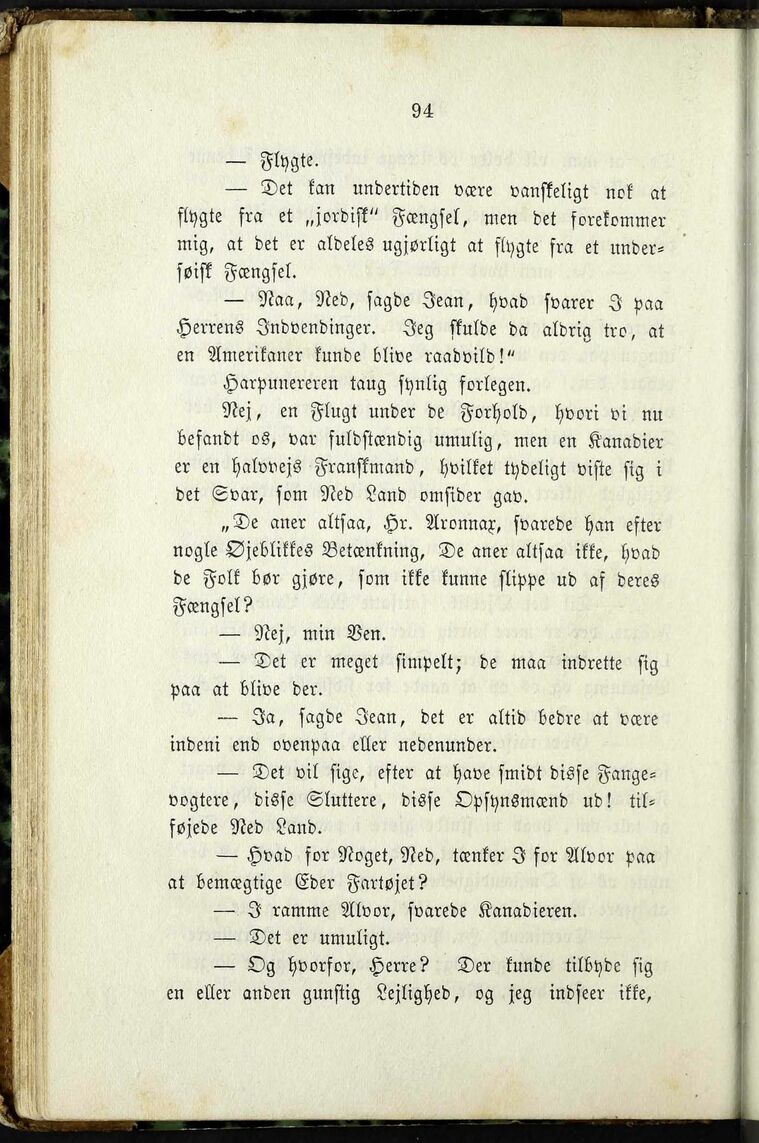 94
— Flygte.
— Det kan undertiden være vanskeligt nok at
flygte fra et „jordisk“ Fængsel, men det forekommer
mig, at det er aldeles ugjørligt at flygte fra et under=
søisk Fængsel.
— Naa, Ned, sagde Jean, hvad svarer I paa
Herrens Indvendinger. Jeg skulde da aldrig tro, at
en Amerikaner kunde blive raadvild!“
Harpunereren taug synlig forlegen.
Nej, en Flugt under de Forhold, hvori vi nu
befandt os, var fuldstændig umulig, men en Kanadier
er en halvvejs Franskmand, hvilket tydeligt viste sig i
det Svar, som Ned Land omsider gav.
„De aner altsaa, Hr. Aronnax, svarede han efter
nogle Øjeblikkes Betænkning, De aner altsaa ikke, hvad
de Folk bør gjøre, som ikke kunne slippe ud af deres
Fængsel?
— Nej, min Ven.
— Det er meget simpelt; de maa indrette sig
paa at blive der.
— Ja, sagde Jean, det er altid bedre at være
indeni end ovenpaa eller nedenunder.
— Det vil sige, efter at have smidt disse Fange=
vogtere, disse Sluttere, disse Opsynsmænd ud! til=
føjede Ned Land.
— Hvad for Noget, Ned, tænker I for Alvor paa
at bemægtige Eder Fartøjet?
— I ramme Alvor, svarede Kanadieren.
— Det er umuligt.
— Og hvorfor, Herre? Der kunde tilbyde sig
en eller anden gunstig Lejlighed, og jeg indseer ikke,